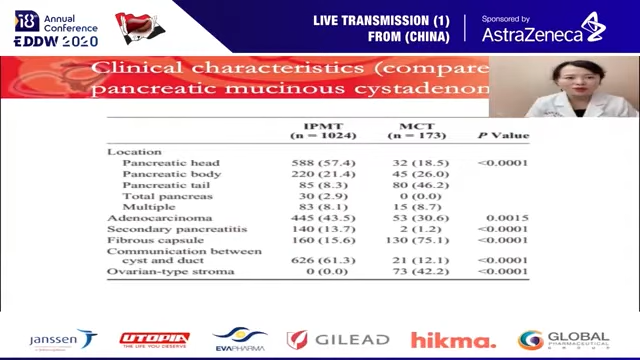 18th
Annual
Conference
EDDW 2020
LIVE TRANSMISSION (1)
FROM (CHINA)
Sponsored by
AstraZeneca
Clinical characteristics (compare
pancreatic mucinous cystadenom
IPMT MCT
(n = 1024) (n = 173) P Value
Location
Pancreatic head 588 (57.4) 32 (18.5) <0.0001
Pancreatic body 220 (21.4) 45 (26.0)
Pancreatic tail 85 (8.3) 80 (46.2)
Total pancreas 30 (2.9) 0 (0.0)
Multiple 83 (8.1) 15 (8.7)
Adenocarcinoma 445 (43.5) 53 (30.6) 0.0015
Secondary pancreatitis 140 (13.7) 2 (1.2) <0.0001
Fibrous capsule 160 (15.6) 130 (75.1) <0.0001
Communication between
cyst and duct 626 (61.3) 21 (12.1) <0.0001
Ovarian-type stroma 0 (0.0) 73 (42.2) <0.0001
janssen UTOPIA EVAPHARMA GILEAD hikma. GLOBAL
THE LIFE YOU DESERVE